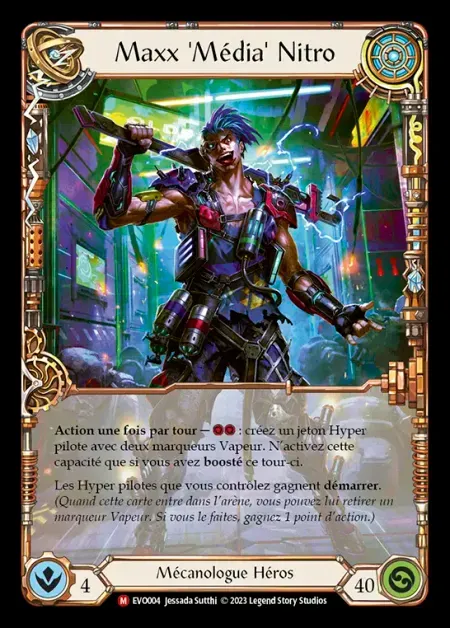 Maxx 'Média' Nitro
Action une fois par tour — : créez un jeton Hyper
pilote avec deux marqueurs Vapeur. N'activez cette
capacité que si vous avez boosté ce tour-ci.
Les Hyper pilotes que vous contrôlez gagnent démarrer.
(Quand cette carte entre dans l'arène, vous pouvez lui retirer un
marqueur Vapeur. Si vous le faites, gagnez 1 point d'action.)
4
Mécanologue Héros
40
M EVO004 Jessada Sutthi © 2023 Legend Story Studios